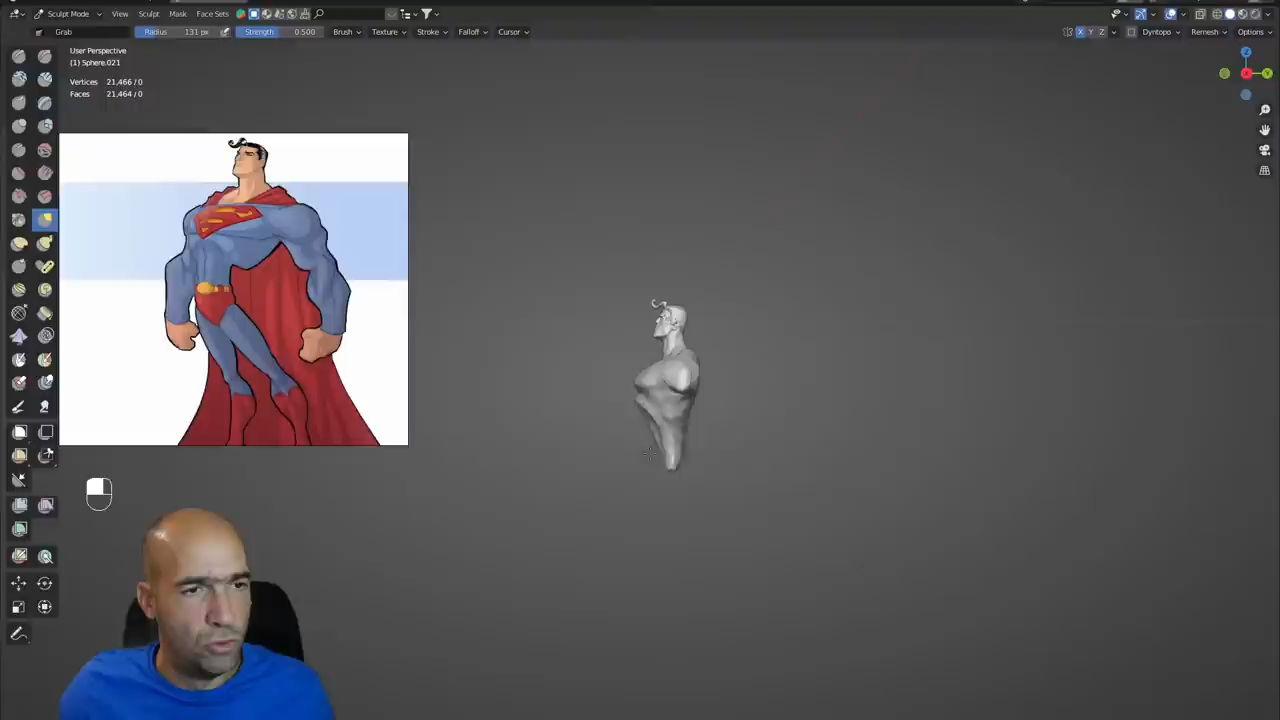 Sculpt Mode View Sculpt Mask Face Sets
Grab Radius 131 px Strength 0.500 Brush Texture Stroke Falloff Cursor X Y Z Dyntopo Remesh Options
User Perspective
(1) Sphere.021
Vertices 21,466 / 0
Faces 21,464 / 0
Z
X Y
S